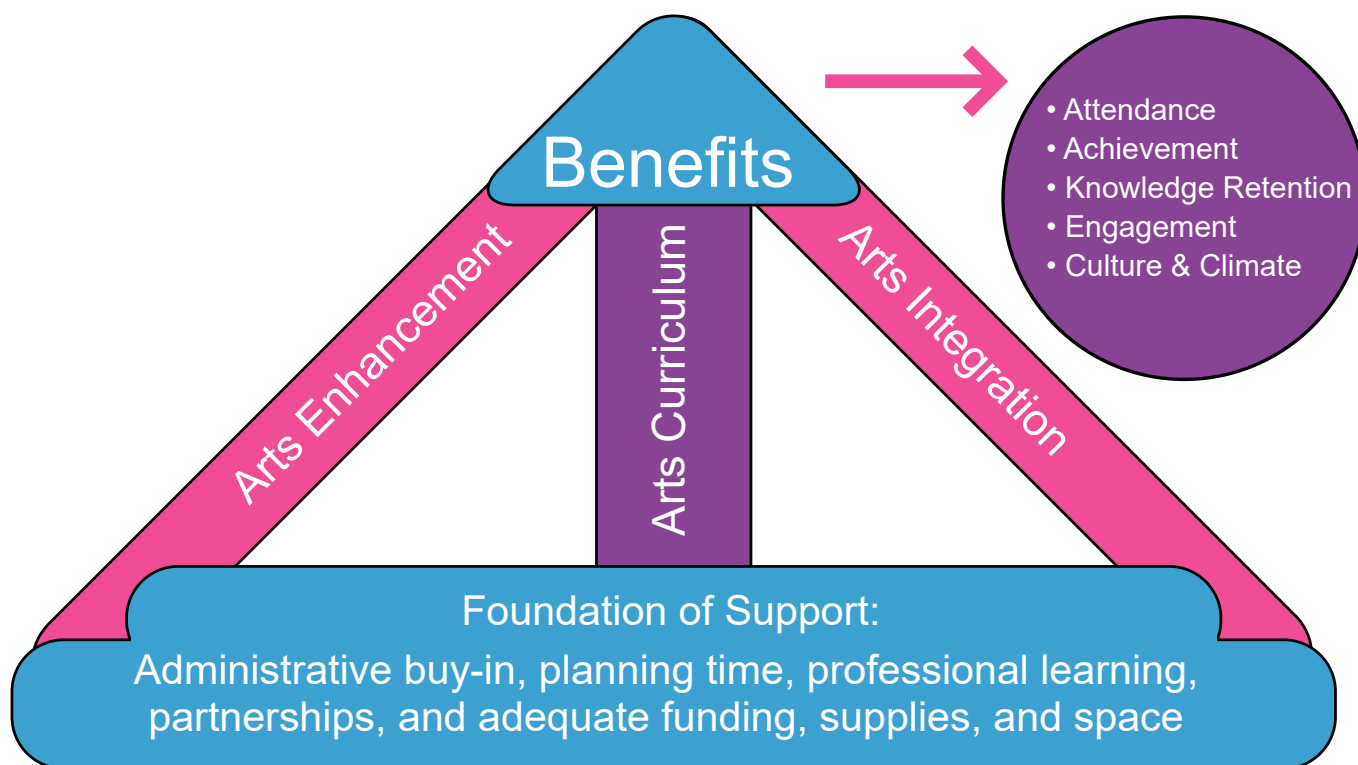 Benefits
• Attendance
• Achievement
• Knowledge Retention
• Engagement
• Culture & Climate
Arts Enhancement
Arts Curriculum
Arts Integration
Foundation of Support:
Administrative buy-in, planning time, professional learning,
partnerships, and adequate funding, supplies, and space